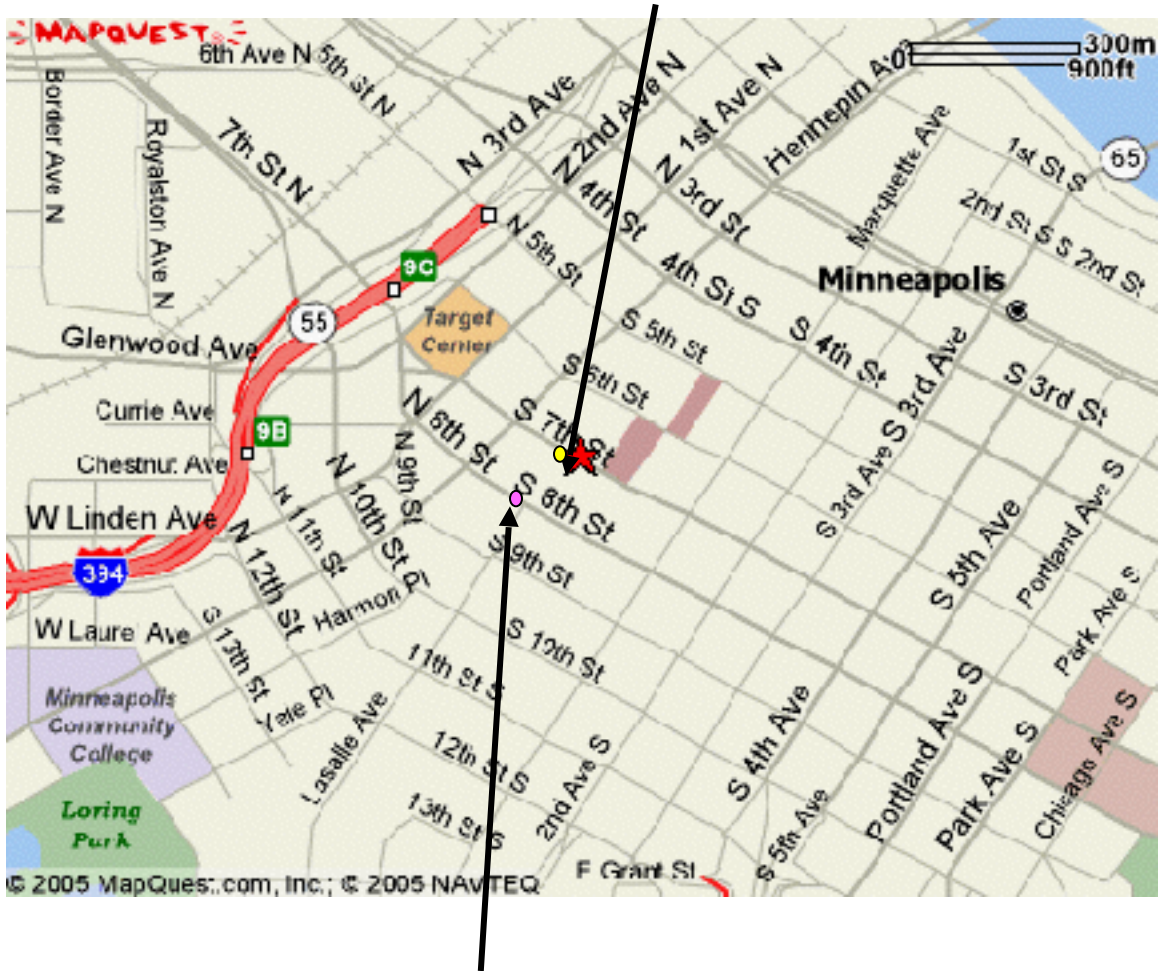 MAPQUEST
6th Ave N
5th St N
300m
0
900ft
Border Ave N
Royalston Ave N
7th St N
N 3rd Ave
N 2nd Ave N
N 1st Ave N
Hennepin Ave
Marquette Ave
1st St S
65
N 4th St
N 3rd St
2nd St S
S 2nd St
N 5th St
9C
4th St S
Minneapolis
55
Target
Center
S 5th St
S 4th St
Glenwood Ave
S 6th St
S 3rd Ave S
S 3rd St
Currie Ave
N 6th St
S 7th St
9B
N 9th St
Chestnut Ave
N 10th St
S 8th St
S 3rd Ave S
W Linden Ave
N 11th St
S 5th Ave
Portland Ave S
394
N 12th St
S 9th St
Harmon Pl
Park Ave S
W Laurel Ave
S 13th St
S 10th St
11th St S
Minneapolis
Community
College
Yale Pl
Lasalle Ave
S 4th Ave
Portland Ave S
Park Ave S
Chicago Ave S
12th St S
2nd Ave S
Loring
Park
13th St S
S 5th Ave
E Grant St
© 2005 MapQuest.com, Inc.; © 2005 NAVTEQ